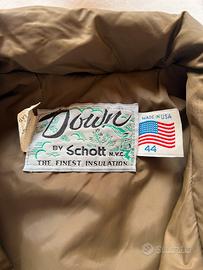 Down
BY Schott N.Y.C.
THE FINEST INSULATION
MADE IN USA
44